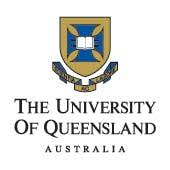 THE UNIVERSITY
OF QUEENSLAND
AUSTRALIA